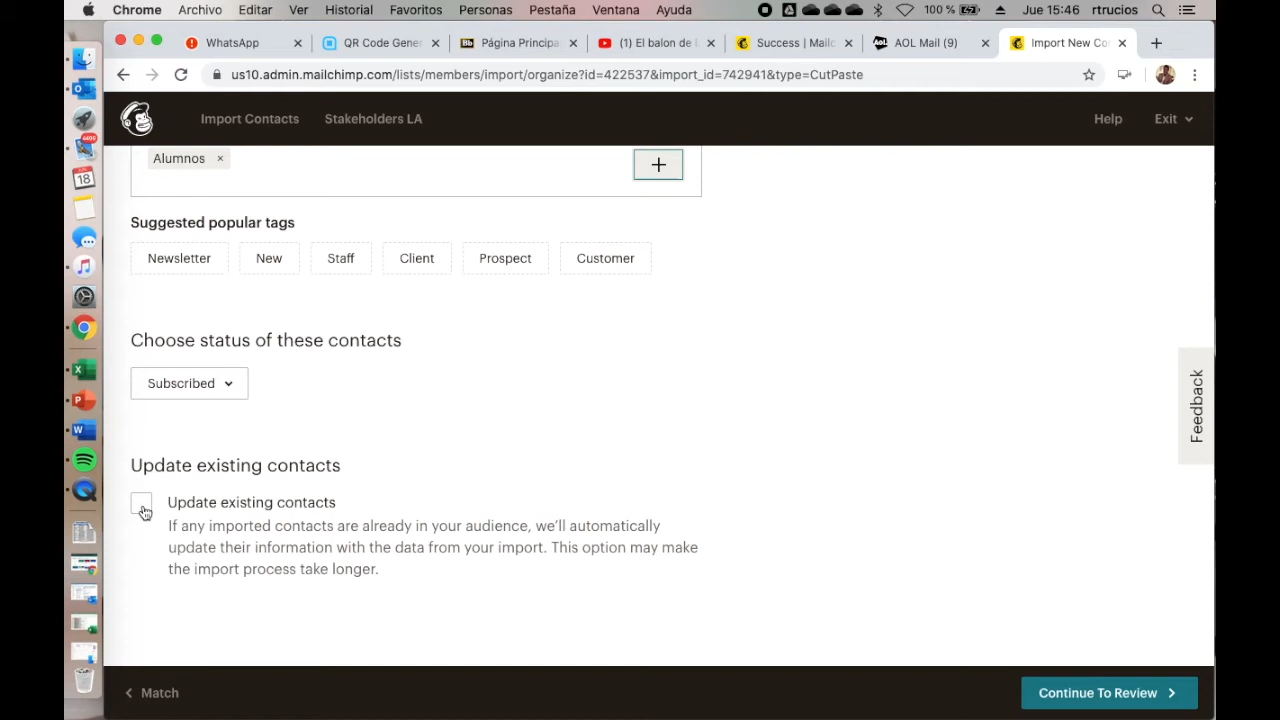 Chrome Archivo Editar Ver Historial Favoritos Personas Pestaña Ventana Ayuda 100 % Jue 15:46 rtrucios
WhatsApp QR Code Gene Página Principa (1) El balon de l Success | Mailc AOL Mail (9) Import New Co
us10.admin.mailchimp.com/lists/members/import/organize?id=422537&import_id=742941&type=CutPaste
Import Contacts Stakeholders LA Help Exit
Alumnos ×
+
Suggested popular tags
Newsletter New Staff Client Prospect Customer
Choose status of these contacts
Subscribed
Feedback
Update existing contacts
Update existing contacts
If any imported contacts are already in your audience, we’ll automatically
update their information with the data from your import. This option may make
the import process take longer.
Match Continue To Review